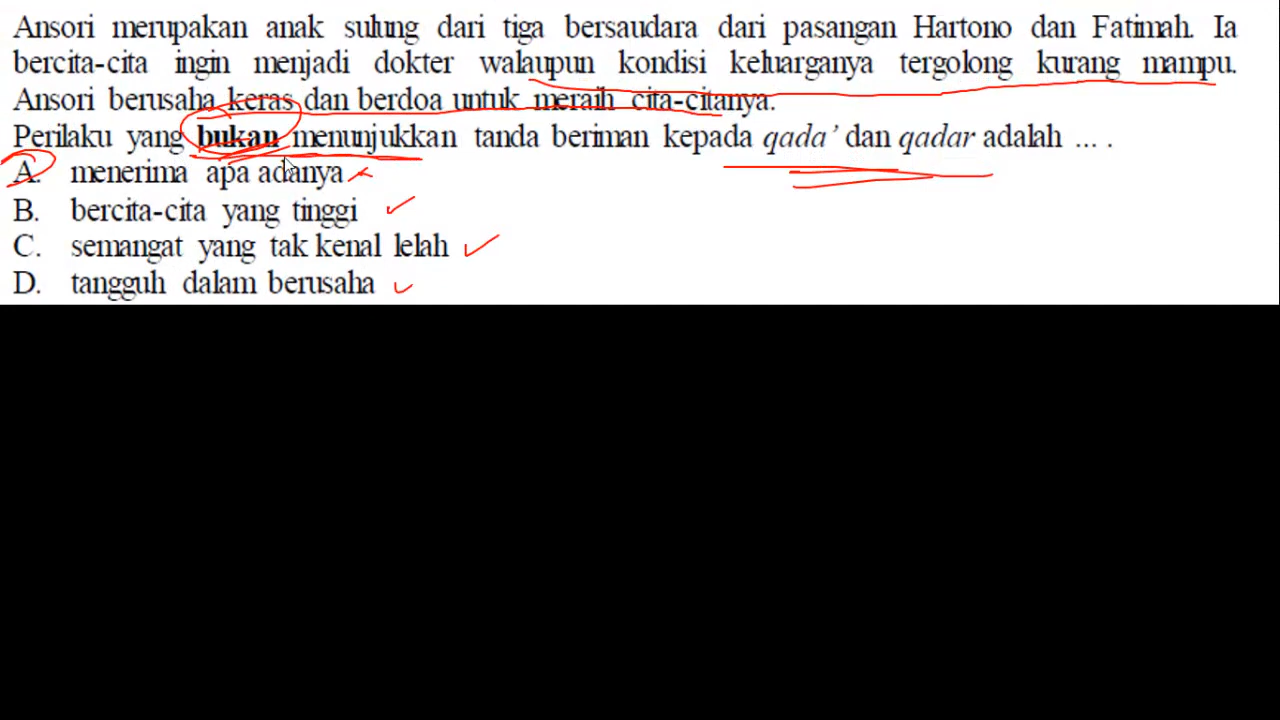 Ansori merupakan anak sulung dari tiga bersaudara dari pasangan Hartono dan Fatimah. Ia
bercita-cita ingin menjadi dokter walaupun kondisi keluarganya tergolong kurang mampu.
Ansori berusaha keras dan berdoa untuk meraih cita-citanya.
Perilaku yang bukan menunjukkan tanda beriman kepada qada’ dan qadar adalah ... .
A. menerima apa adanya
B. bercita-cita yang tinggi
C. semangat yang tak kenal lelah
D. tangguh dalam berusaha